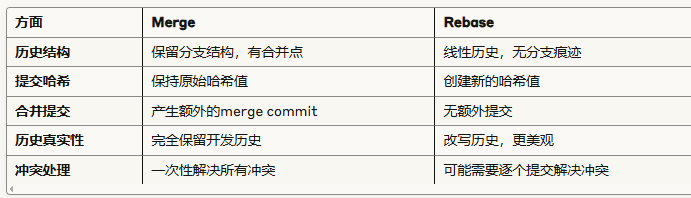 方面 Merge Rebase
历史结构 保留分支结构，有合并点 线性历史，无分支痕迹
提交哈希 保持原始哈希值 创建新的哈希值
合并提交 产生额外的merge commit 无额外提交
历史真实性 完全保留开发历史 改写历史，更美观
冲突处理 一次性解决所有冲突 可能需要逐个提交解决冲突